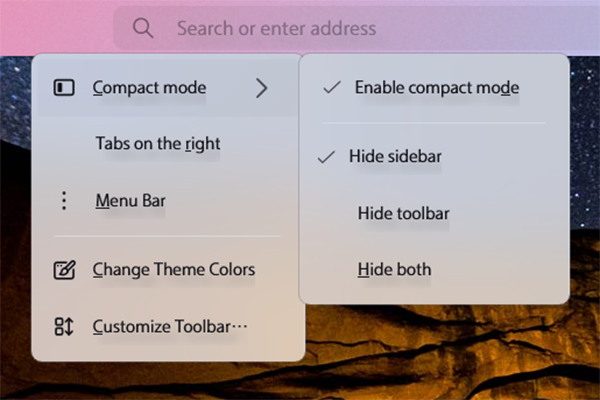 Search or enter address
Compact mode
Tabs on the right
Menu Bar
Change Theme Colors
Customize Toolbar···
Enable compact mode
Hide sidebar
Hide toolbar
Hide both